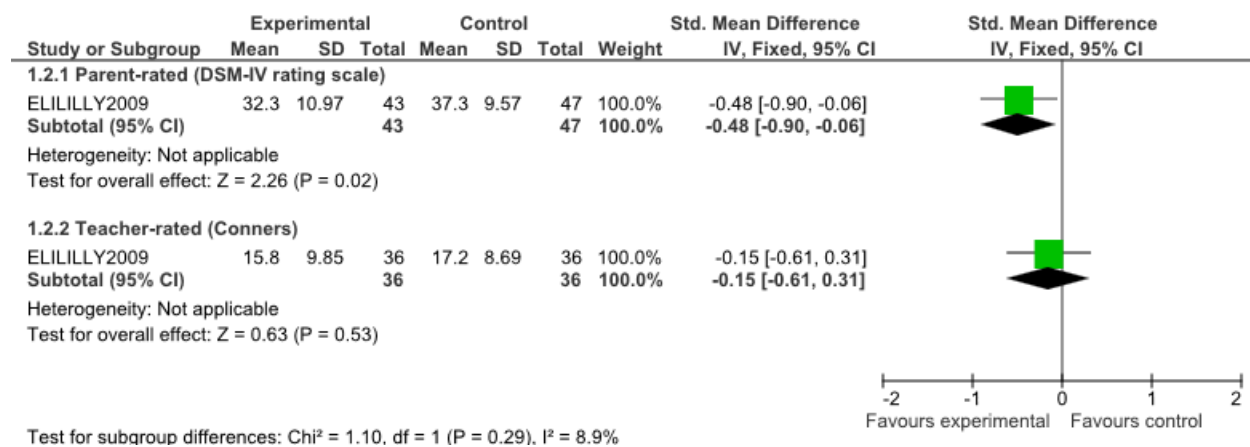 Experimental Control Std. Mean Difference Std. Mean Difference
Study or Subgroup Mean SD Total Mean SD Total Weight IV, Fixed, 95% CI IV, Fixed, 95% CI
1.2.1 Parent-rated (DSM-IV rating scale)
ELILILLY2009 32.3 10.97 43 37.3 9.57 47 100.0% -0.48 [-0.90, -0.06]
Subtotal (95% CI) 43 47 100.0% -0.48 [-0.90, -0.06]
Heterogeneity: Not applicable
Test for overall effect: Z = 2.26 (P = 0.02)
1.2.2 Teacher-rated (Conners)
ELILILLY2009 15.8 9.85 36 17.2 8.69 36 100.0% -0.15 [-0.61, 0.31]
Subtotal (95% CI) 36 36 100.0% -0.15 [-0.61, 0.31]
Heterogeneity: Not applicable
Test for overall effect: Z = 0.63 (P = 0.53)
-2 -1 0 1 2
Favours experimental Favours control
Test for subgroup differences: Chi² = 1.10, df = 1 (P = 0.29), I² = 8.9%